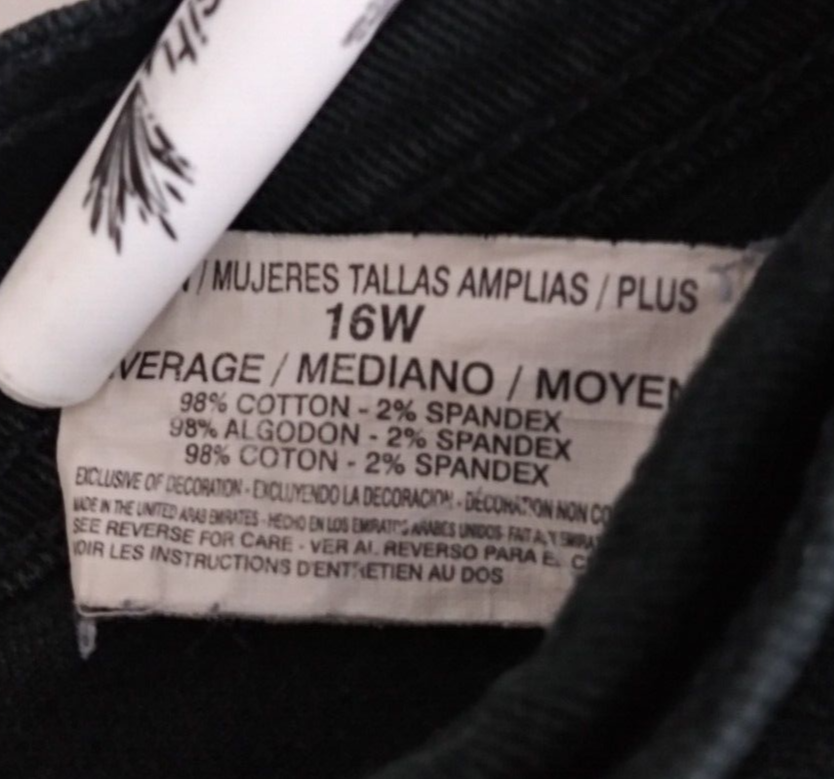 / MUJERES TALLAS AMPLIAS / PLUS
16W
AVERAGE / MEDIANO / MOYEN
98% COTTON - 2% SPANDEX
98% ALGODON - 2% SPANDEX
98% COTON - 2% SPANDEX
EXCLUSIVE OF DECORATION - EXCLUYENDO LA DECORACION - DÉCORATION NON
MADE IN THE UNITED ARAB EMIRATES - HECHO EN LOS EMIRATOS ARABES UNIDOS - FAIT
SEE REVERSE FOR CARE - VER AL REVERSO PARA
VOIR LES INSTRUCTIONS D'ENTRETIEN AU DOS